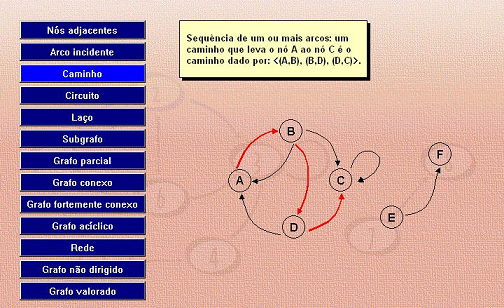 Nós adjacentes
Arco incidente
Caminho
Circuito
Laço
Subgrafo
Grafo parcial
Grafo conexo
Grafo fortemente conexo
Grafo acíclico
Rede
Grafo não dirigido
Grafo valorado
Sequência de um ou mais arcos: um
caminho que leva o nó A ao nó C é o
caminho dado por: <(A,B), (B,D), (D,C)>.
B
F
A
C
E
D